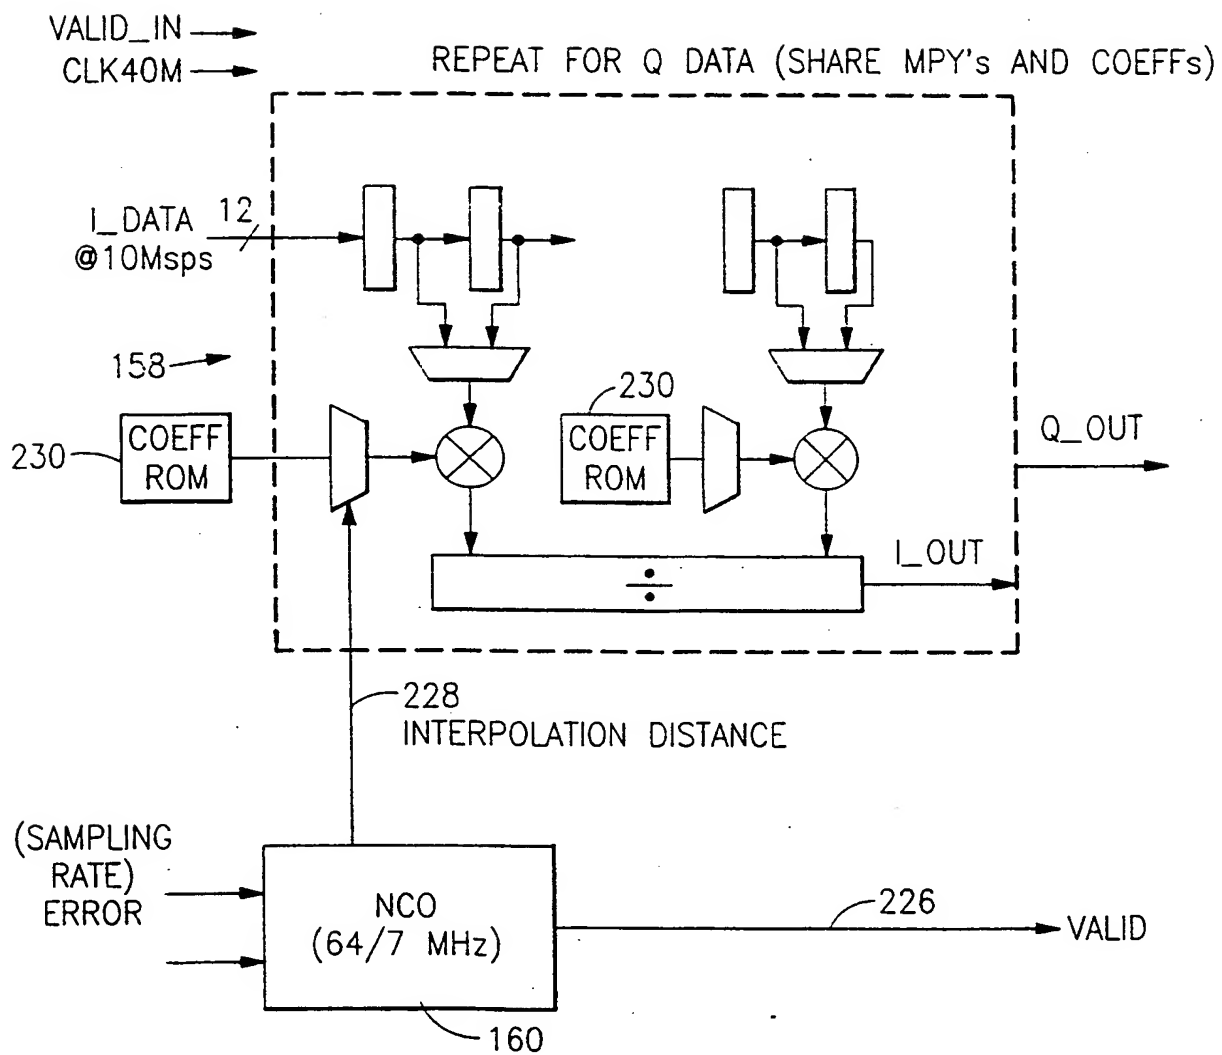 VALID_IN
CLK40M
REPEAT FOR Q DATA (SHARE MPY's AND COEFFs)
I_DATA
@10Msps
12
158
230
COEFF
ROM
230
COEFF
ROM
Q_OUT
I_OUT
÷
228
INTERPOLATION DISTANCE
(SAMPLING
RATE)
ERROR
NCO
(64/7 MHz)
226
VALID
160